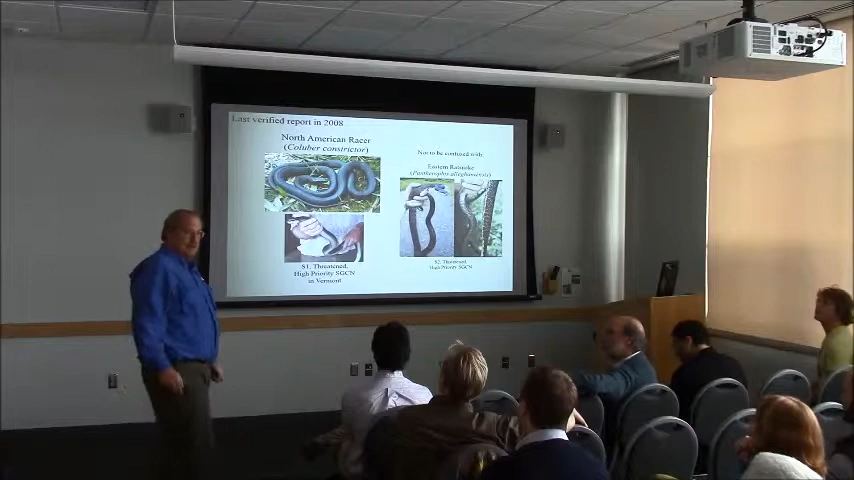 Last verified report in 2008
North American Racer
(Coluber constrictor)
S1, Threatened,
High Priority SGCN
in Vermont
Not to be confused with
Eastern Ratsnake
(Pantherophis alleghaniensis)
S2, Threatened,
High Priority SGCN